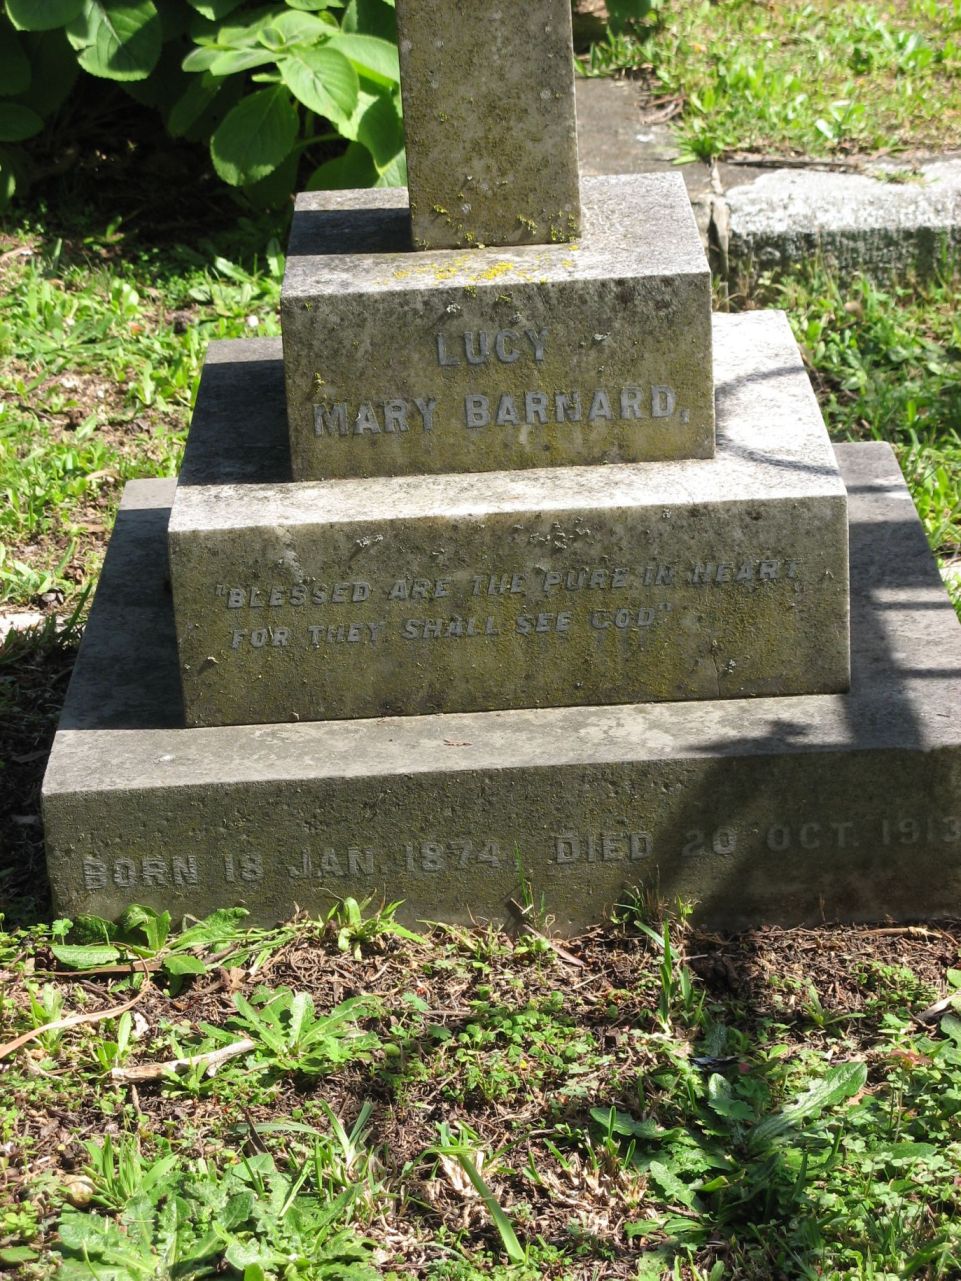 LUCY
MARY BARNARD.
"BLESSED ARE THE PURE IN HEART
FOR THEY SHALL SEE GOD"
BORN 18 JAN. 1874 DIED 20 OCT. 1913